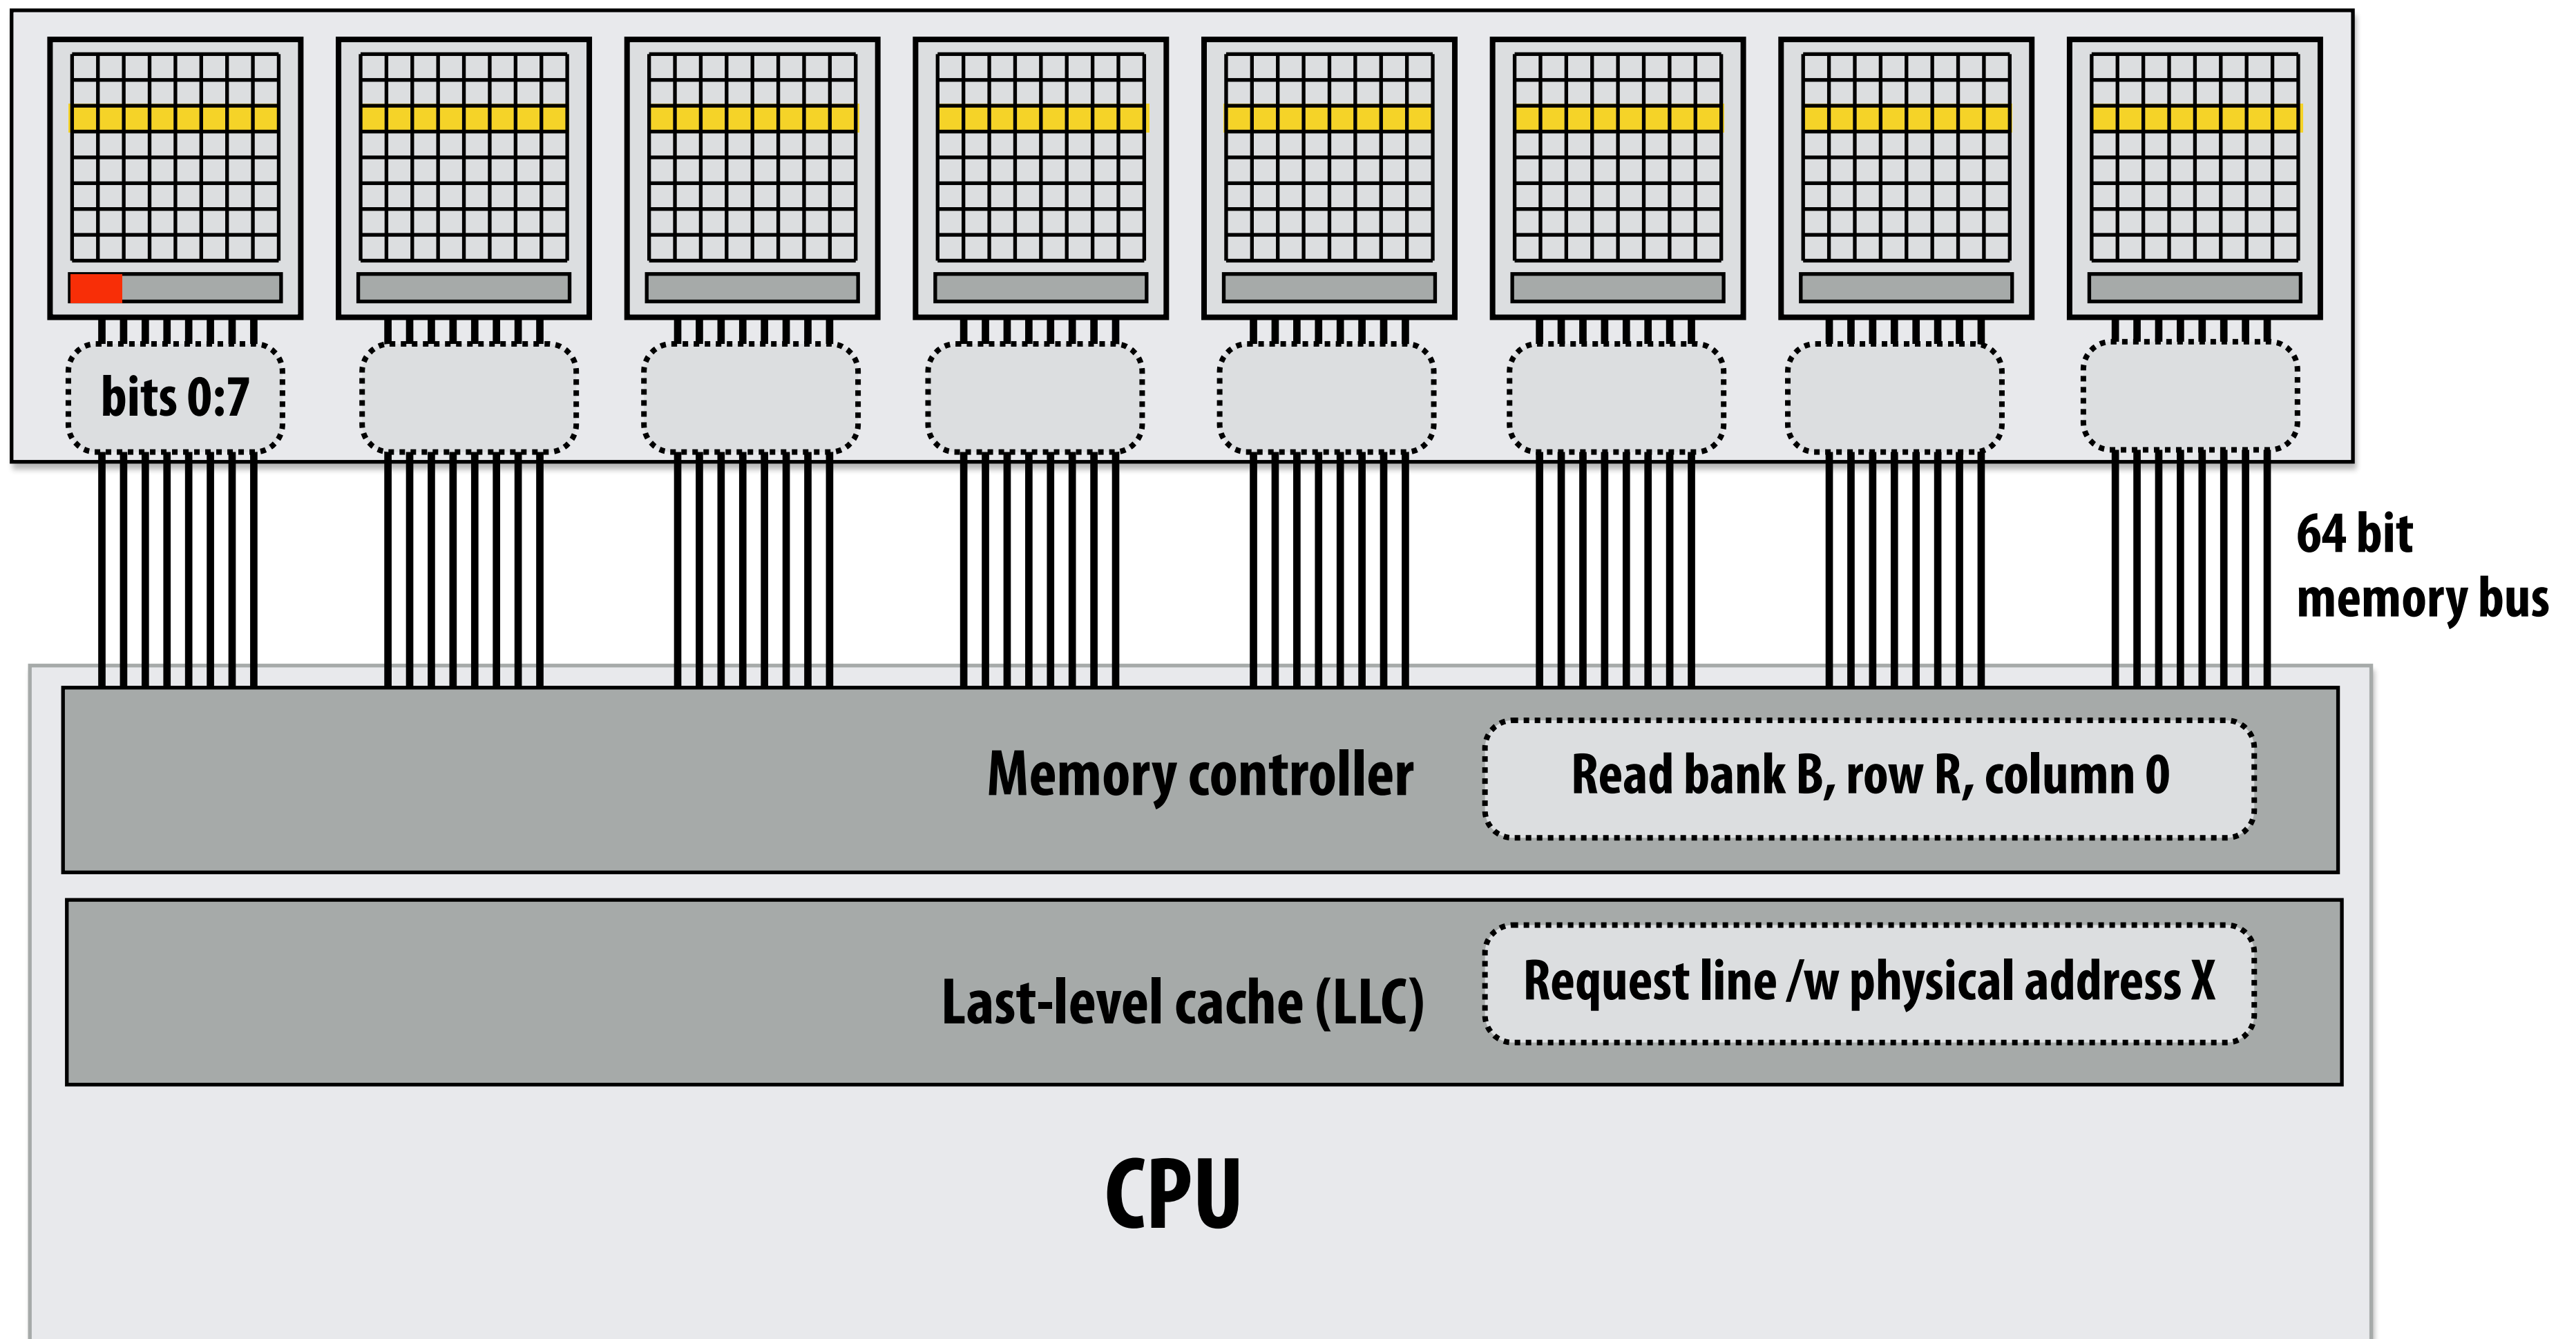 bits 0:7
64 bit
memory bus
Memory controller
Read bank B, row R, column 0
Last-level cache (LLC)
Request line /w physical address X
CPU